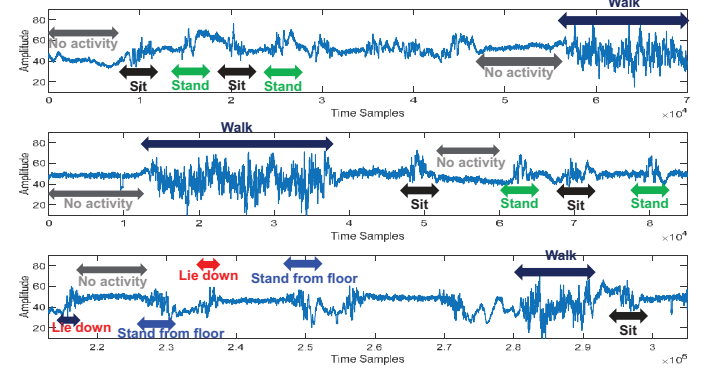 Walk
80
60
40
20
Amplitude
No activity
Sit
Stand
Sit
Stand
No activity
0 1 2 3 4 5 6 7
Time Samples
×10⁴
Walk
80
60
40
20
Amplitude
No activity
No activity
Sit
Stand
Sit
Stand
0 1 2 3 4 5 6 7 8
Time Samples
×10⁴
80
60
40
20
Amplitude
No activity
Lie down
Stand from floor
Walk
Lie down
Stand from floor
Sit
2.2 2.3 2.4 2.5 2.6 2.7 2.8 2.9 3
Time Samples
×10⁵